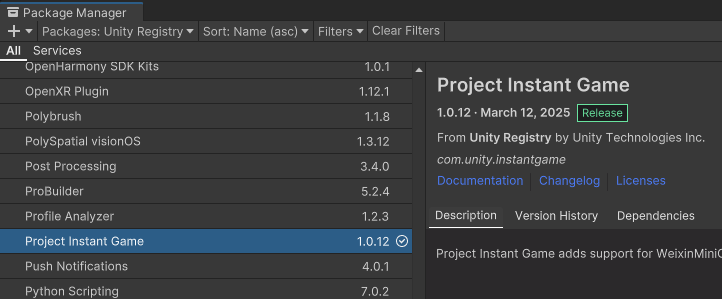 Package Manager
+ ▾ Packages: Unity Registry ▾ Sort: Name (asc) ▾ Filters ▾ Clear Filters
All Services
OpenHarmony SDK Kits 1.0.1
OpenXR Plugin 1.12.1
Polybrush 1.1.8
PolySpatial visionOS 1.3.12
Post Processing 3.4.0
ProBuilder 5.2.4
Profile Analyzer 1.2.3
Project Instant Game 1.0.12
Push Notifications 4.0.1
Python Scripting 7.0.2
Project Instant Game
1.0.12 · March 12, 2025 Release
From Unity Registry by Unity Technologies Inc.
com.unity.instantgame
Documentation Changelog Licenses
Description Version History Dependencies
Project Instant Game adds support for WeixinMini